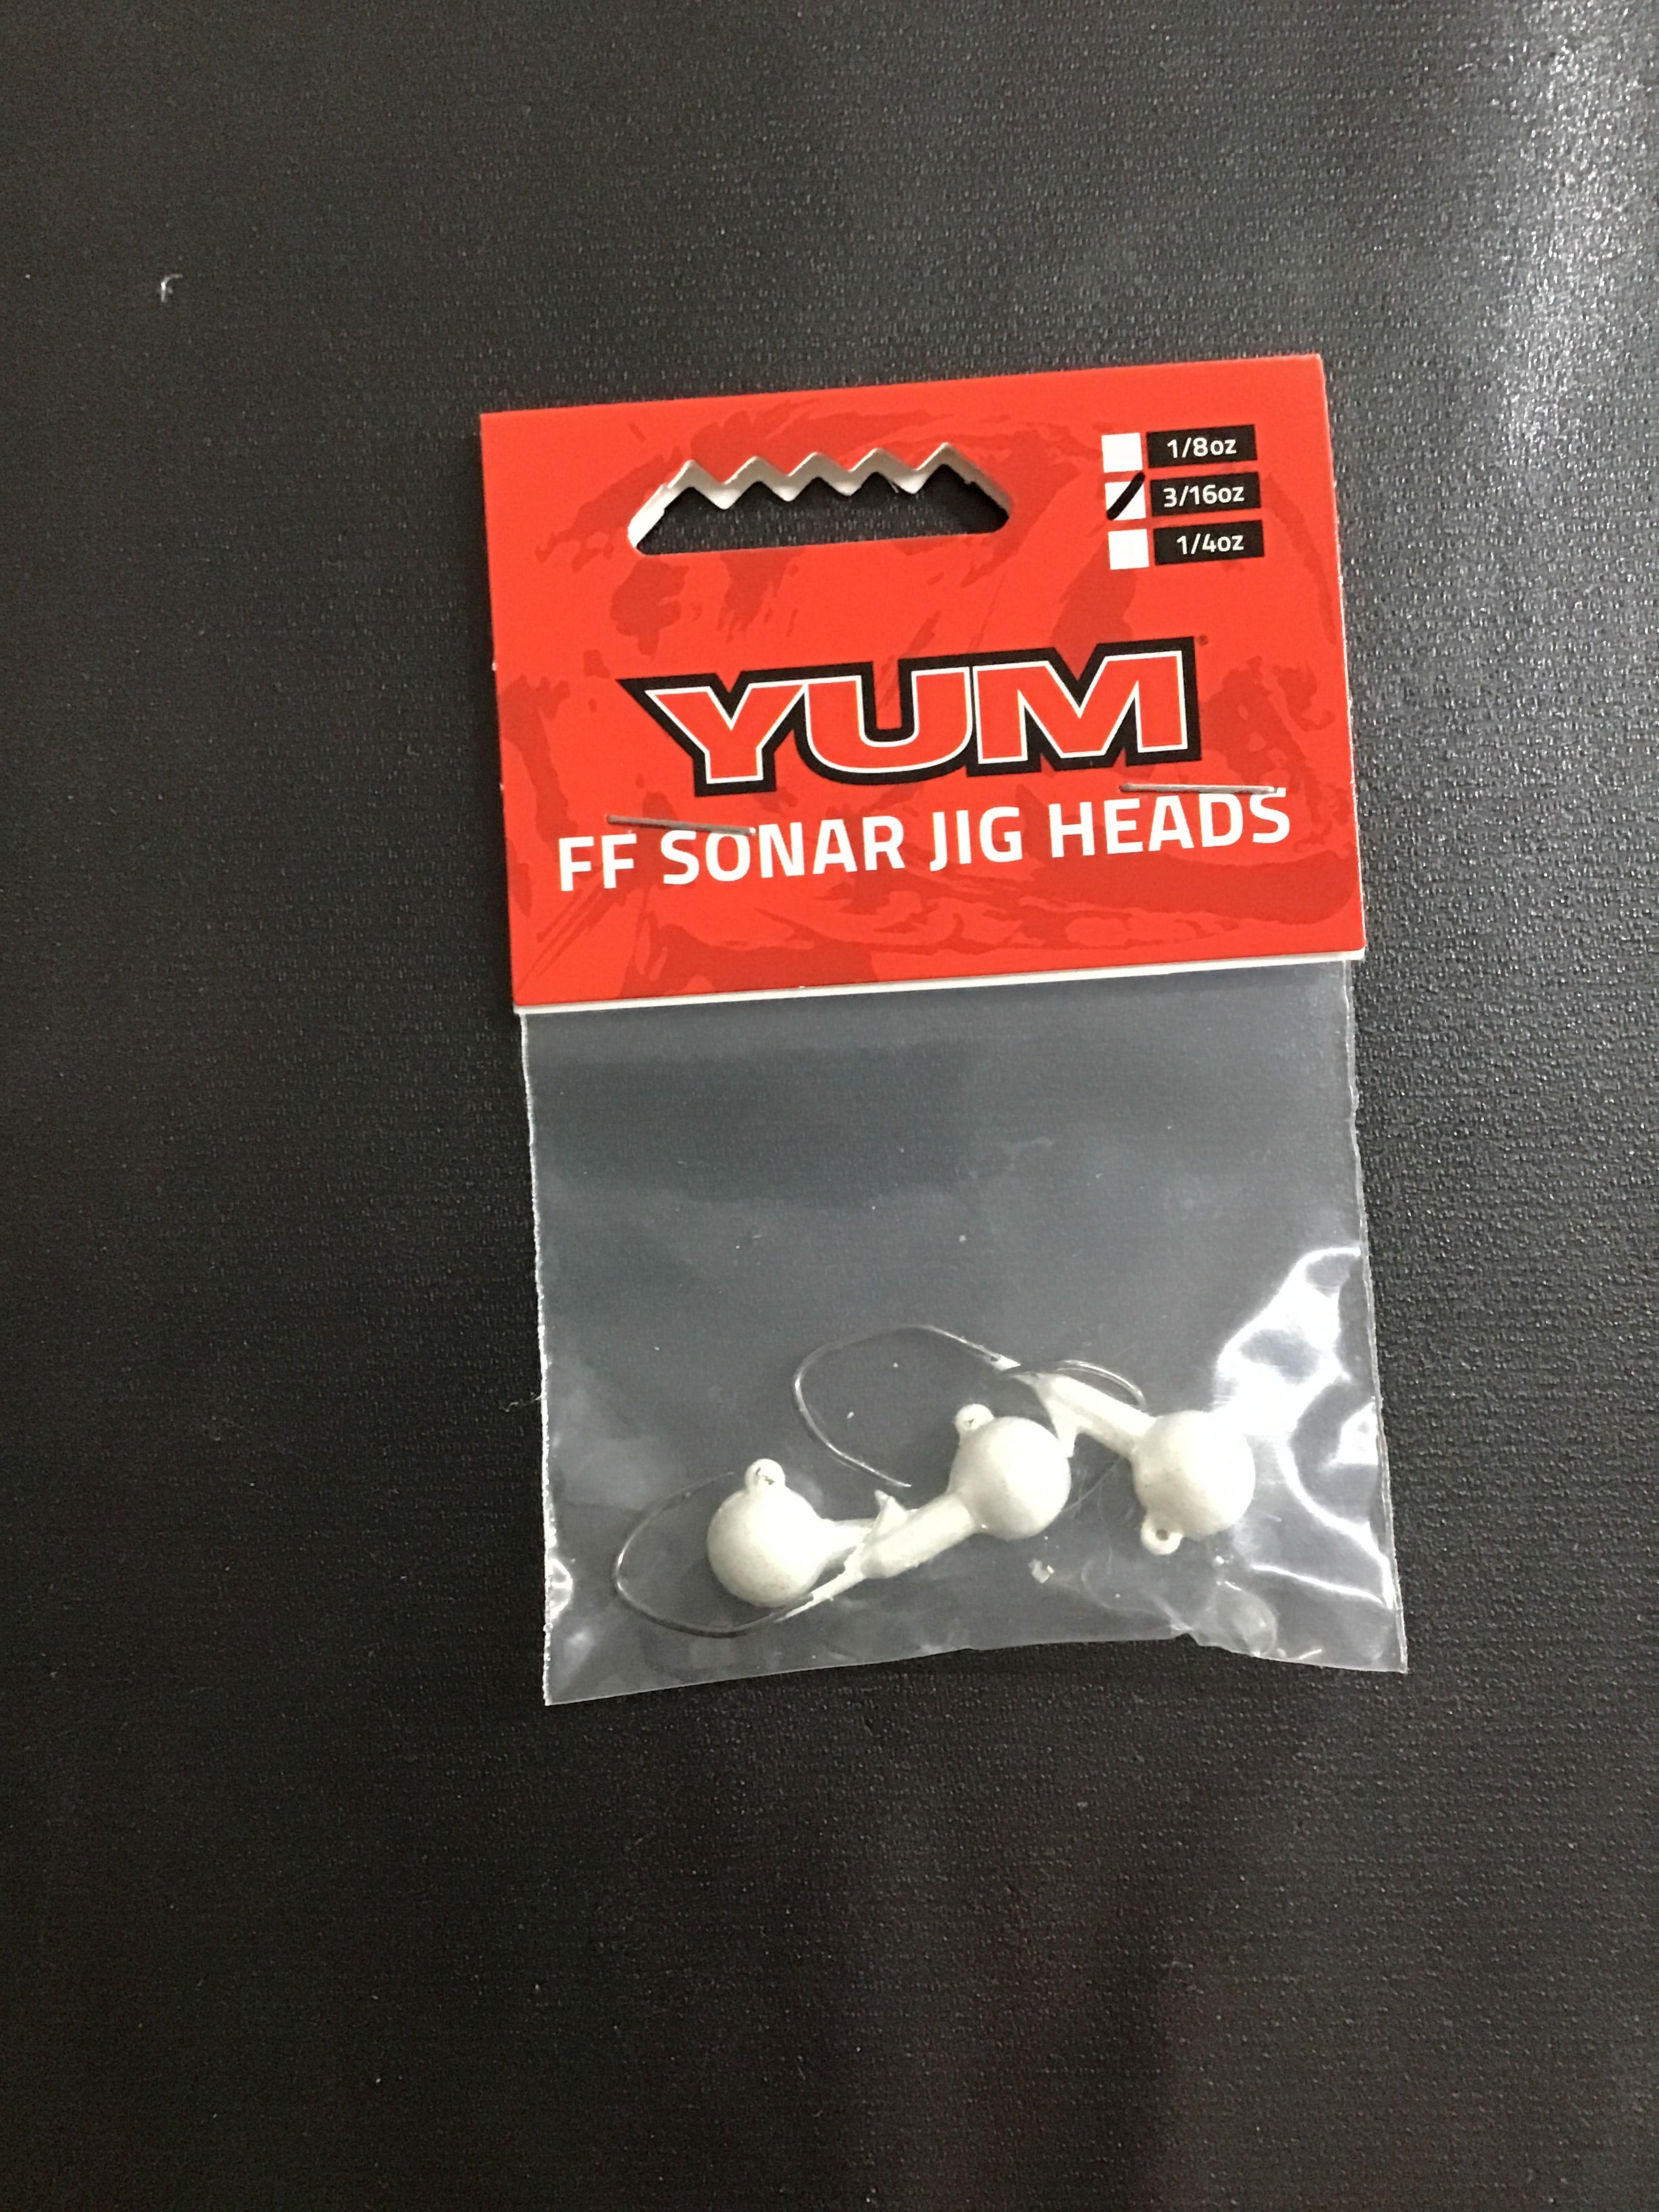 1/8oz
3/16oz
1/4oz
YUM®
FF SONAR JIG HEADS